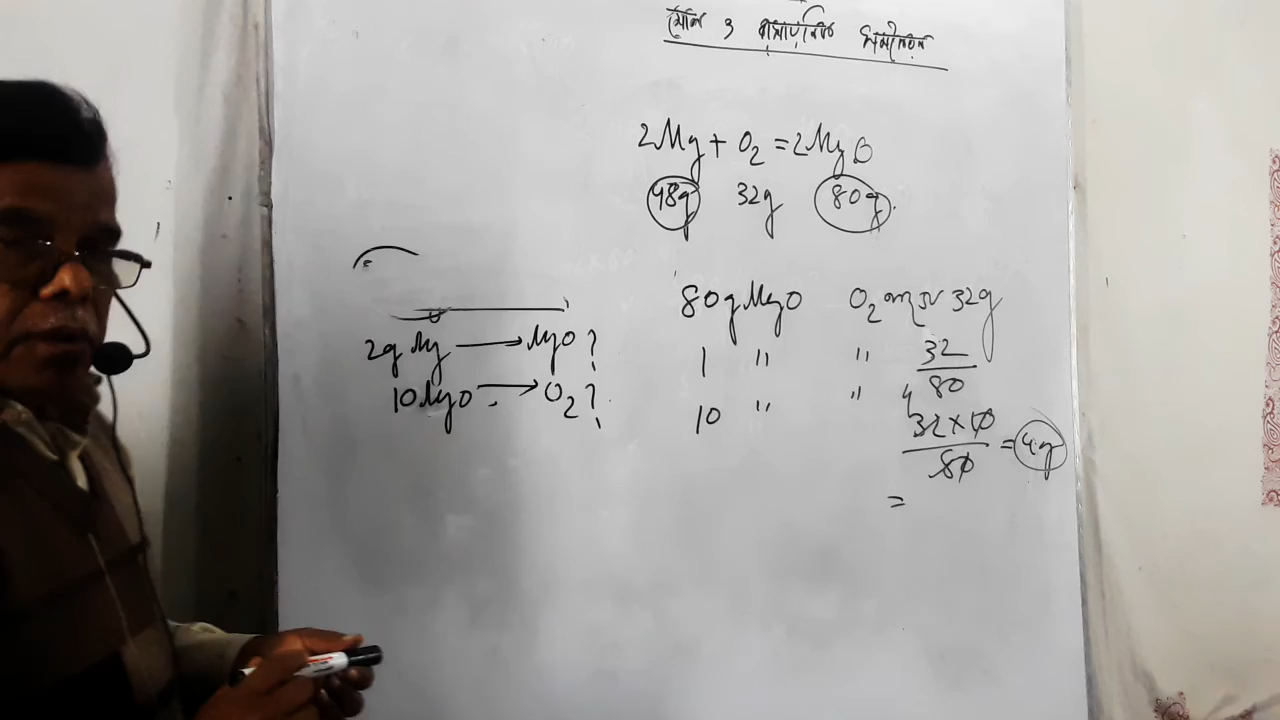 মোল ও রাসায়নিক সমীকরণ
2Mg + O₂ = 2MgO
48g 32g 80g.
2g Mg ⟶ MgO ?
10 MgO ⟶ O₂ ?
80g MgO O₂ 32g
1 " " 32/80
10 " " 4 32×10/80 = 4g
=